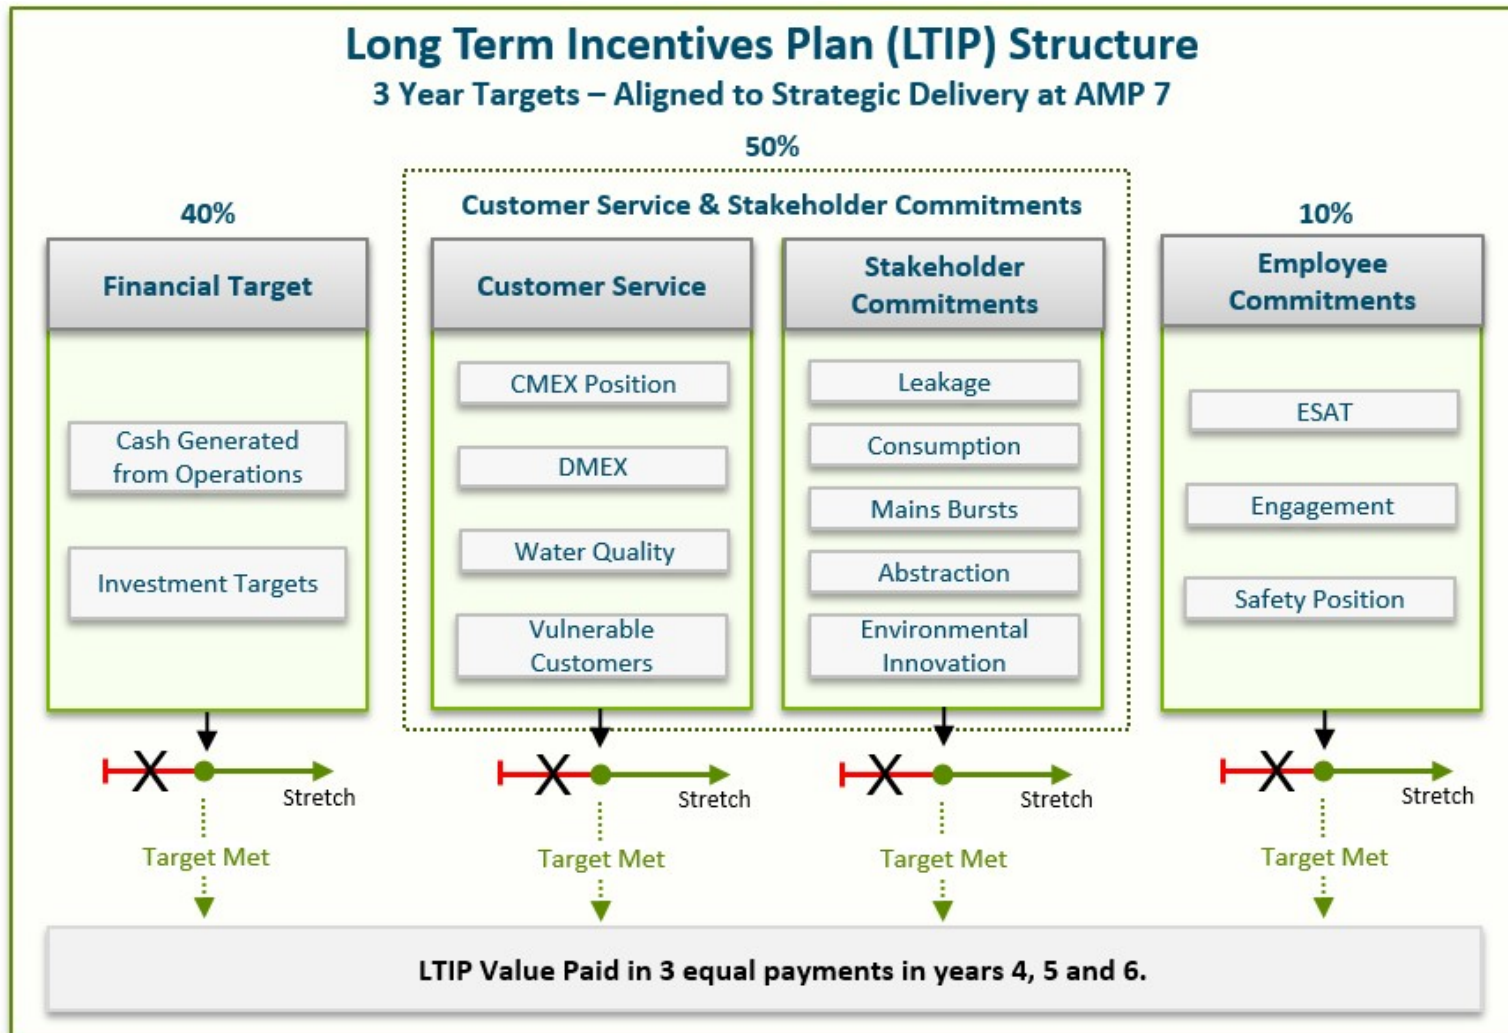 Long Term Incentives Plan (LTIP) Structure
3 Year Targets – Aligned to Strategic Delivery at AMP 7
50%
Customer Service & Stakeholder Commitments
40%
Financial Target
Cash Generated
from Operations
Investment Targets
Customer Service
CMEX Position
DMEX
Water Quality
Vulnerable
Customers
Stakeholder
Commitments
Leakage
Consumption
Mains Bursts
Abstraction
Environmental
Innovation
10%
Employee
Commitments
ESAT
Engagement
Safety Position
X
Stretch
Target Met
X
Stretch
Target Met
X
Stretch
Target Met
X
Stretch
Target Met
LTIP Value Paid in 3 equal payments in years 4, 5 and 6.